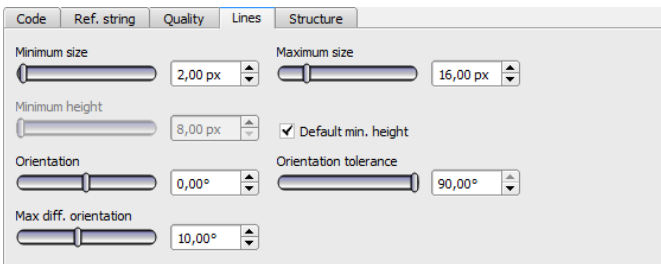 Code Ref. string Quality Lines Structure
Minimum size Maximum size
2,00 px 16,00 px
Minimum height
8,00 px Default min. height
Orientation Orientation tolerance
0,00° 90,00°
Max diff. orientation
10,00°